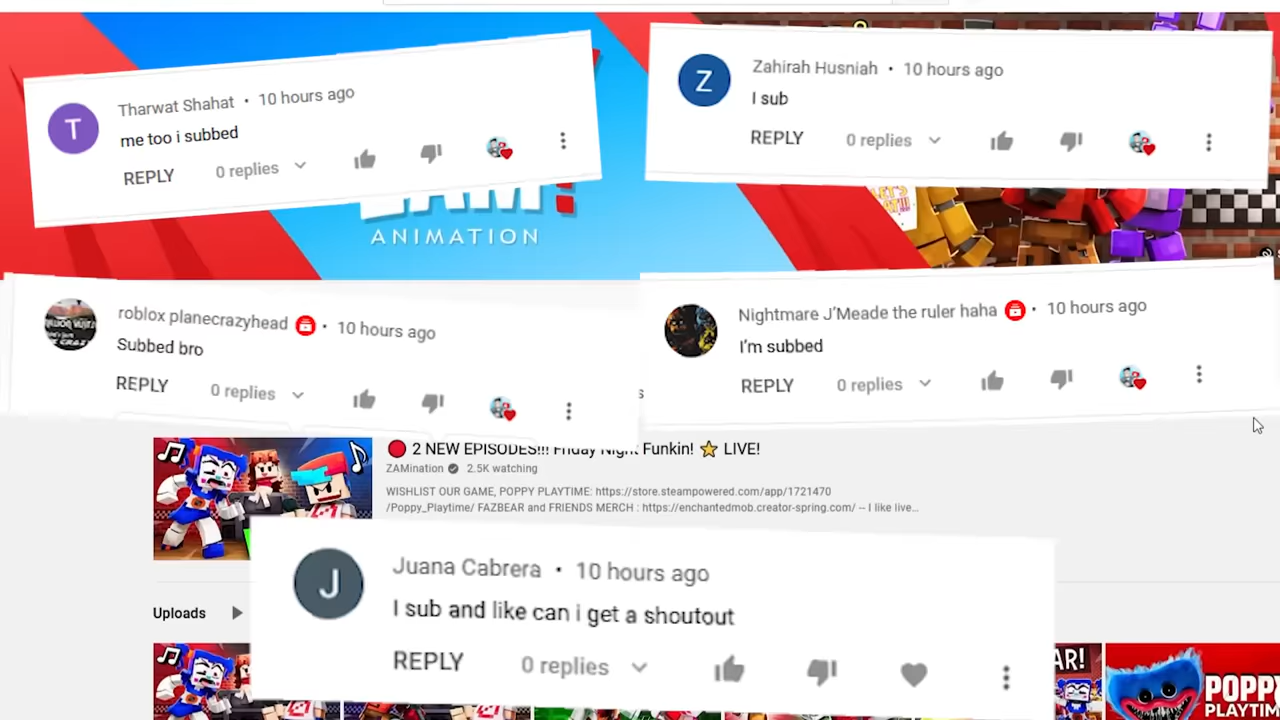 T
Tharwat Shahat • 10 hours ago
me too i subbed
REPLY 0 replies
Z
Zahirah Husniah • 10 hours ago
I sub
REPLY 0 replies
ANIMATION
roblox planecrazyhead • 10 hours ago
Subbed bro
REPLY 0 replies
Nightmare J'Meade the ruler haha • 10 hours ago
I'm subbed
REPLY 0 replies
2 NEW EPISODES!!! Friday Night Funkin! ⭐ LIVE!
ZAMination 2.5K watching
WISHLIST OUR GAME, POPPY PLAYTIME: https://store.steampowered.com/app/1721470
/Poppy_Playtime/ FAZBEAR and FRIENDS MERCH : https://enchantedmob.creator-spring.com/ -- I like live...
J
Juana Cabrera • 10 hours ago
I sub and like can i get a shoutout
REPLY 0 replies
Uploads
POPPY
PLAYTIME